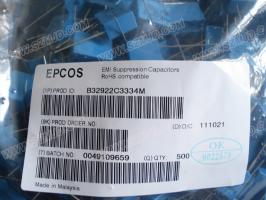 EPCOS
EMI Suppression Capacitors
RoHS compatible
(1P) PROD ID: B32922C3334M
(9K) PROD ORDER NO:
(D) D/C: 111021
(T) BATCH NO: 0049109659
(Q) QTY: 500
OK
Made in Malaysia